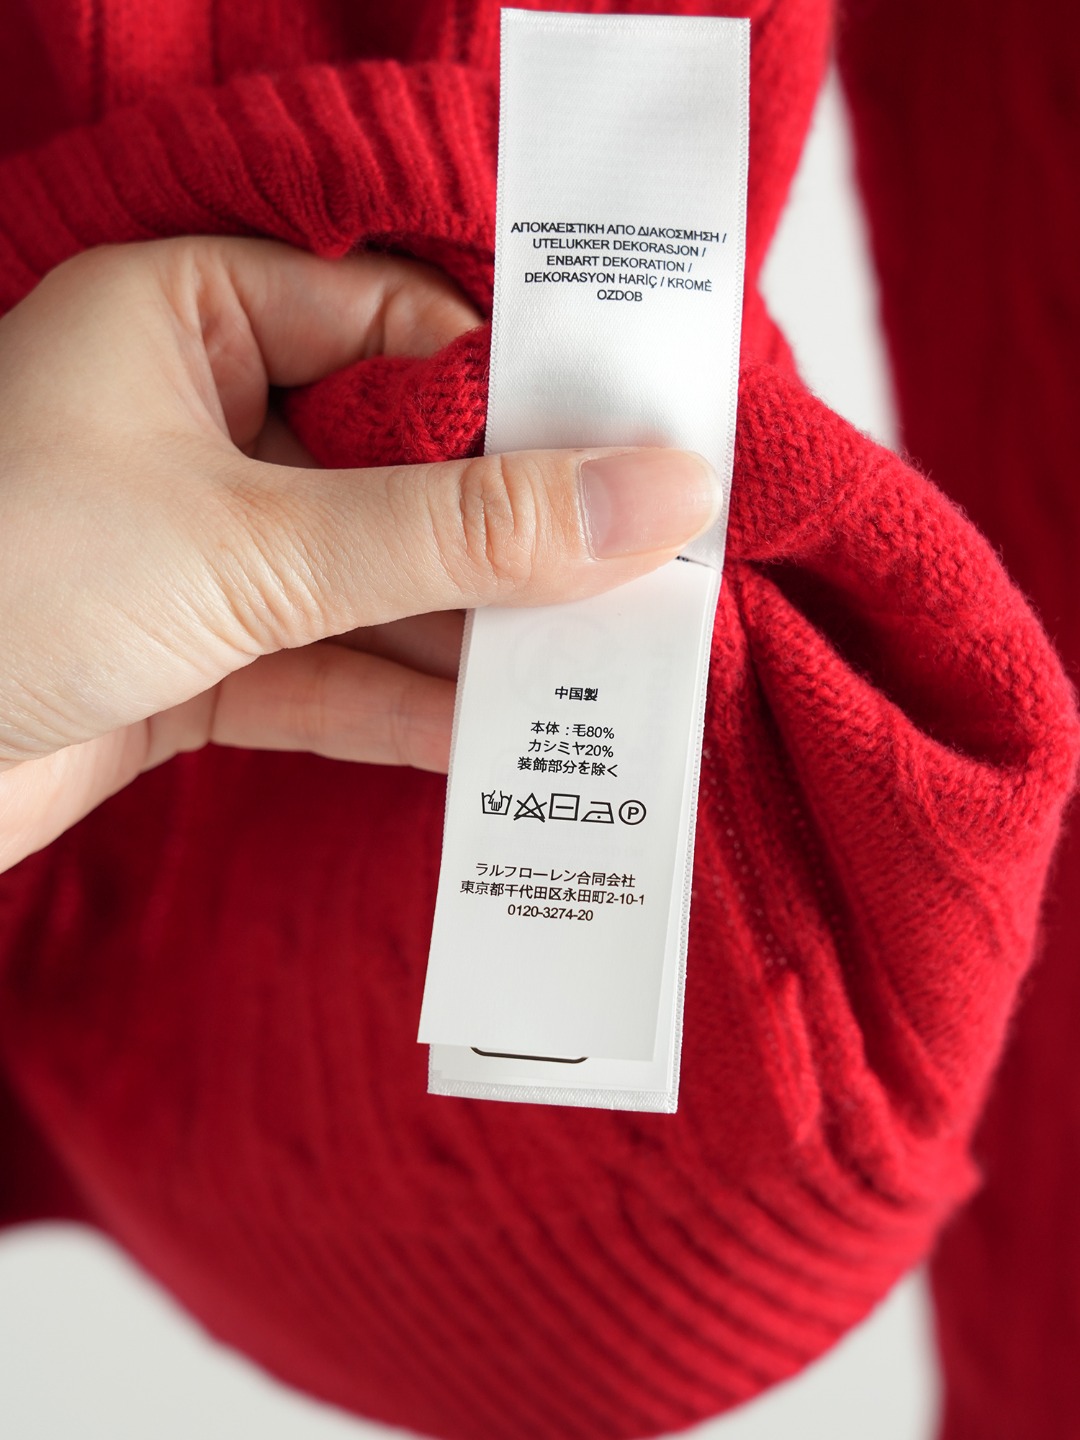 ΑΠΟΚΛΕΙΣΤΙΚΗ ΑΠΟ ΔΙΑΚΟΣΜΗΣΗ /
UTELUKKER DEKORASJON /
ENBART DEKORATION /
DEKORASYON HARİÇ / KROMĚ
OZDOB
中国製
本体：毛80%
カシミヤ20%
装飾部分を除く
P
ラルフローレン合同会社
東京都千代田区永田町2-10-1
0120-3274-20